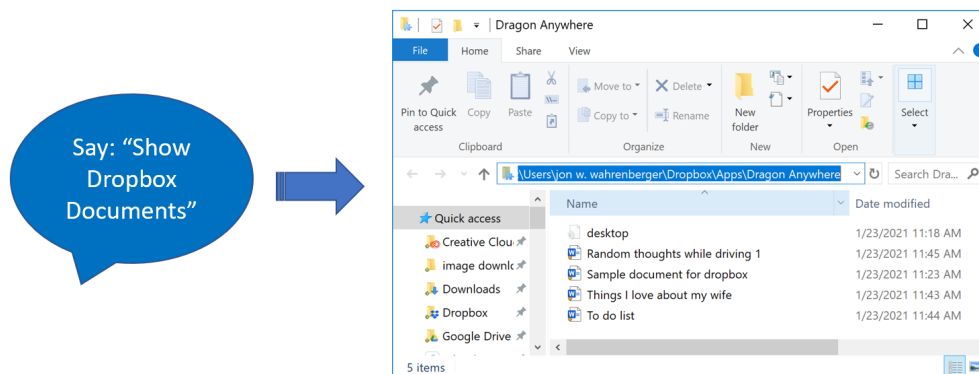 Say: “Show
Dropbox
Documents”
Dragon Anywhere
File Home Share View
Pin to Quick
access
Copy
Paste
Move to
Copy to
Delete
Rename
New
folder
Properties
Select
Clipboard Organize New Open
\Users\jon w. wahrenberger\Dropbox\Apps\Dragon Anywhere
Search Dra...
Name Date modified
Quick access
Creative Clou
image downlc
Downloads
Dropbox
Google Drive
desktop 1/23/2021 11:18 AM
Random thoughts while driving 1 1/23/2021 11:45 AM
Sample document for dropbox 1/23/2021 11:23 AM
Things I love about my wife 1/23/2021 11:43 AM
To do list 1/23/2021 11:44 AM
5 items